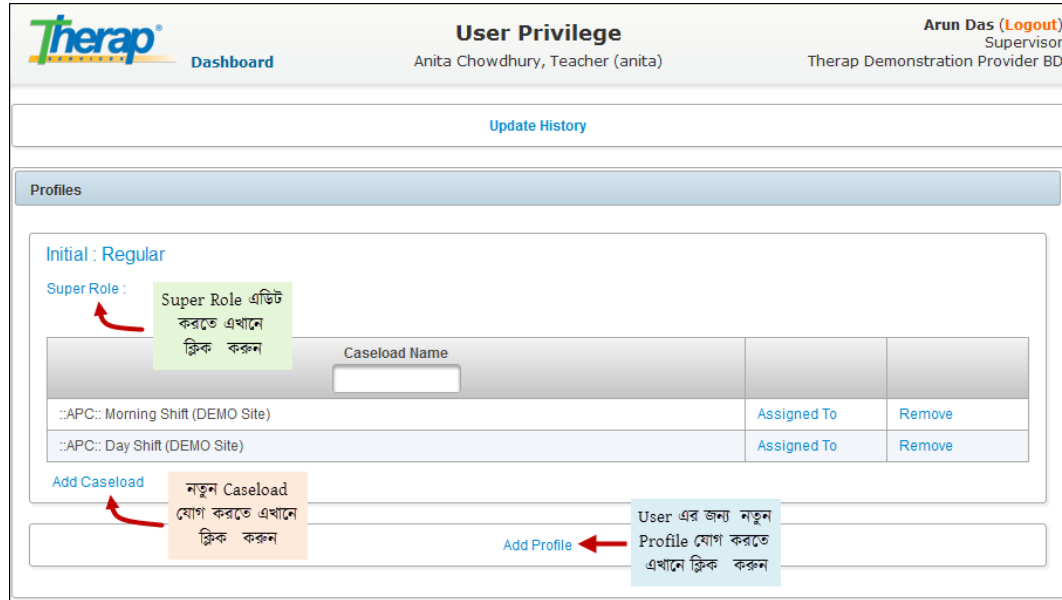 Therap®
SERVICES
Dashboard
User Privilege
Anita Chowdhury, Teacher (anita)
Arun Das (Logout)
Supervisor
Therap Demonstration Provider BD
Update History
Profiles
Initial : Regular
Super Role :
Super Role এডিট
করতে এখানে
ক্লিক করুন
Caseload Name
::APC:: Morning Shift (DEMO Site) Assigned To Remove
::APC:: Day Shift (DEMO Site) Assigned To Remove
Add Caseload
নতুন Caseload
যোগ করতে এখানে
ক্লিক করুন
Add Profile
User এর জন্য নতুন
Profile যোগ করতে
এখানে ক্লিক করুন